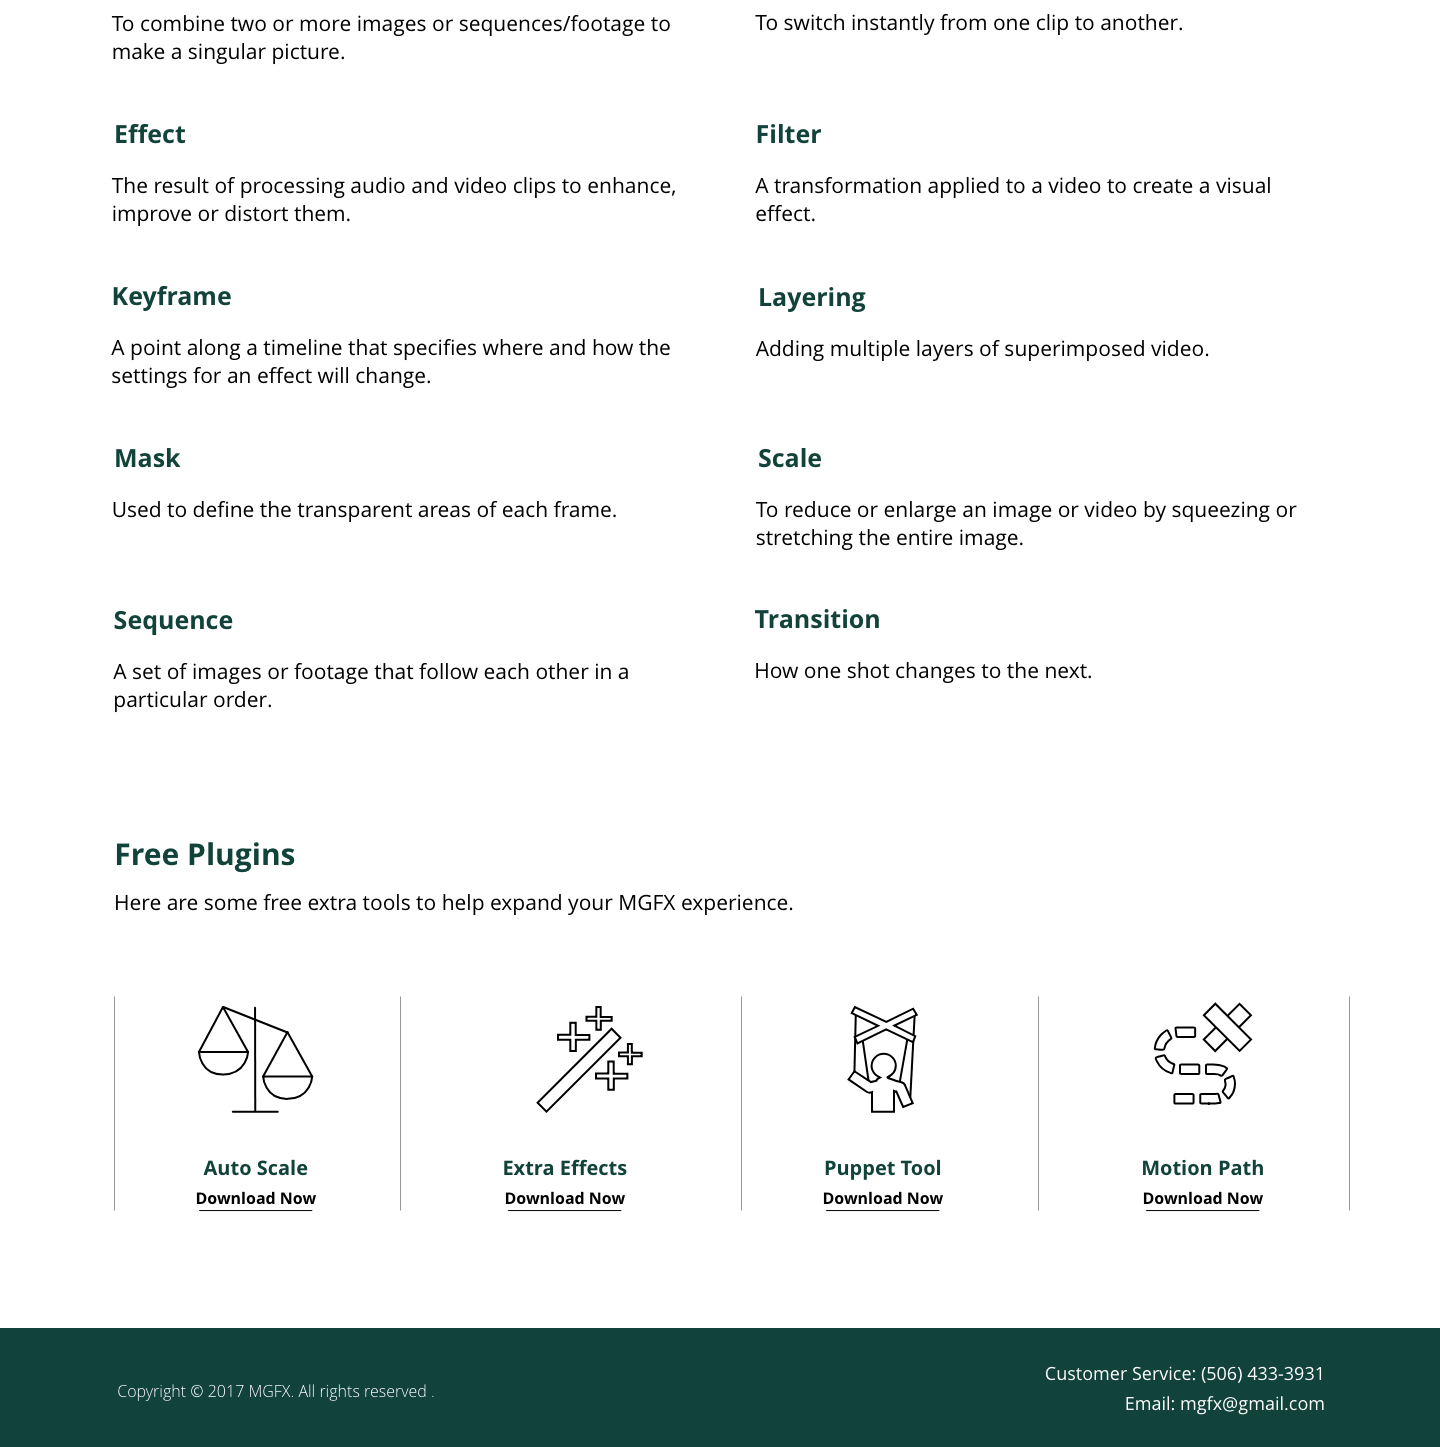 To combine two or more images or sequences/footage to
make a singular picture.
To switch instantly from one clip to another.
Effect
The result of processing audio and video clips to enhance,
improve or distort them.
Filter
A transformation applied to a video to create a visual
effect.
Keyframe
A point along a timeline that specifies where and how the
settings for an effect will change.
Layering
Adding multiple layers of superimposed video.
Mask
Used to define the transparent areas of each frame.
Scale
To reduce or enlarge an image or video by squeezing or
stretching the entire image.
Sequence
A set of images or footage that follow each other in a
particular order.
Transition
How one shot changes to the next.
Free Plugins
Here are some free extra tools to help expand your MGFX experience.
Auto Scale
Download Now
Extra Effects
Download Now
Puppet Tool
Download Now
Motion Path
Download Now
Copyright © 2017 MGFX. All rights reserved .
Customer Service: (506) 433-3931
Email: mgfx@gmail.com